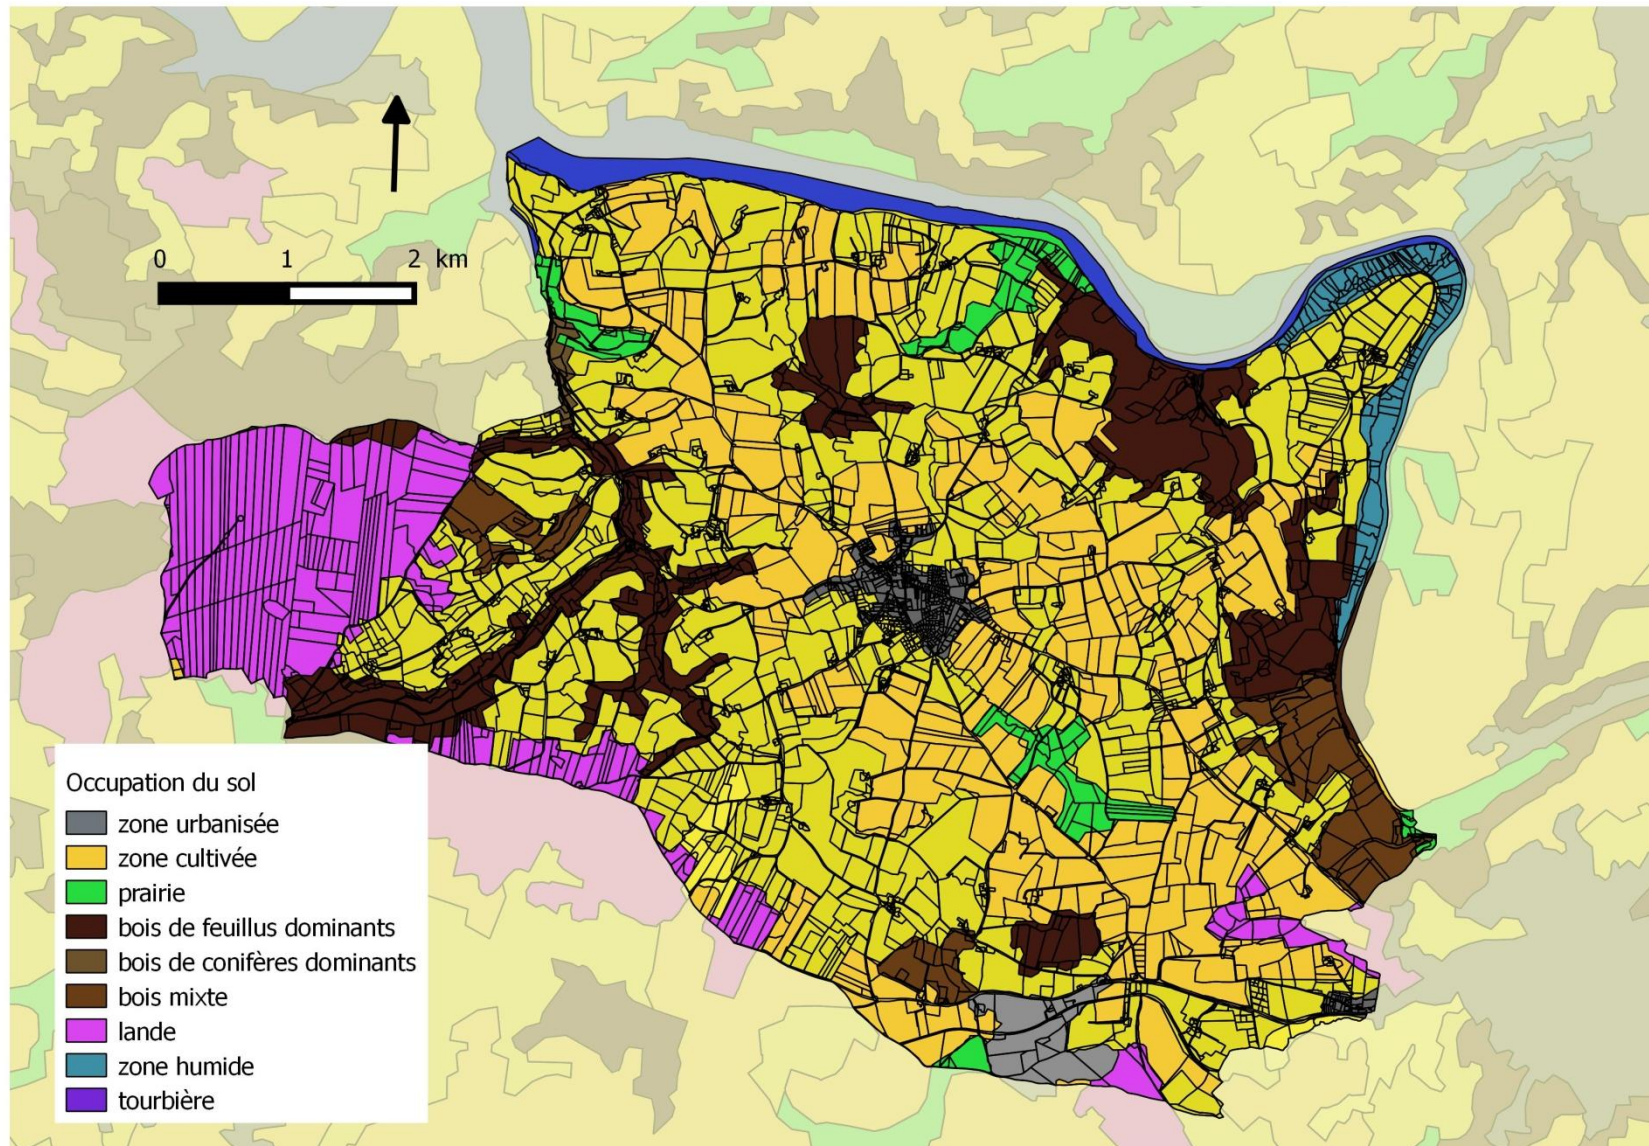 0 1 2 km
Occupation du sol
zone urbanisée
zone cultivée
prairie
bois de feuillus dominants
bois de conifères dominants
bois mixte
lande
zone humide
tourbière